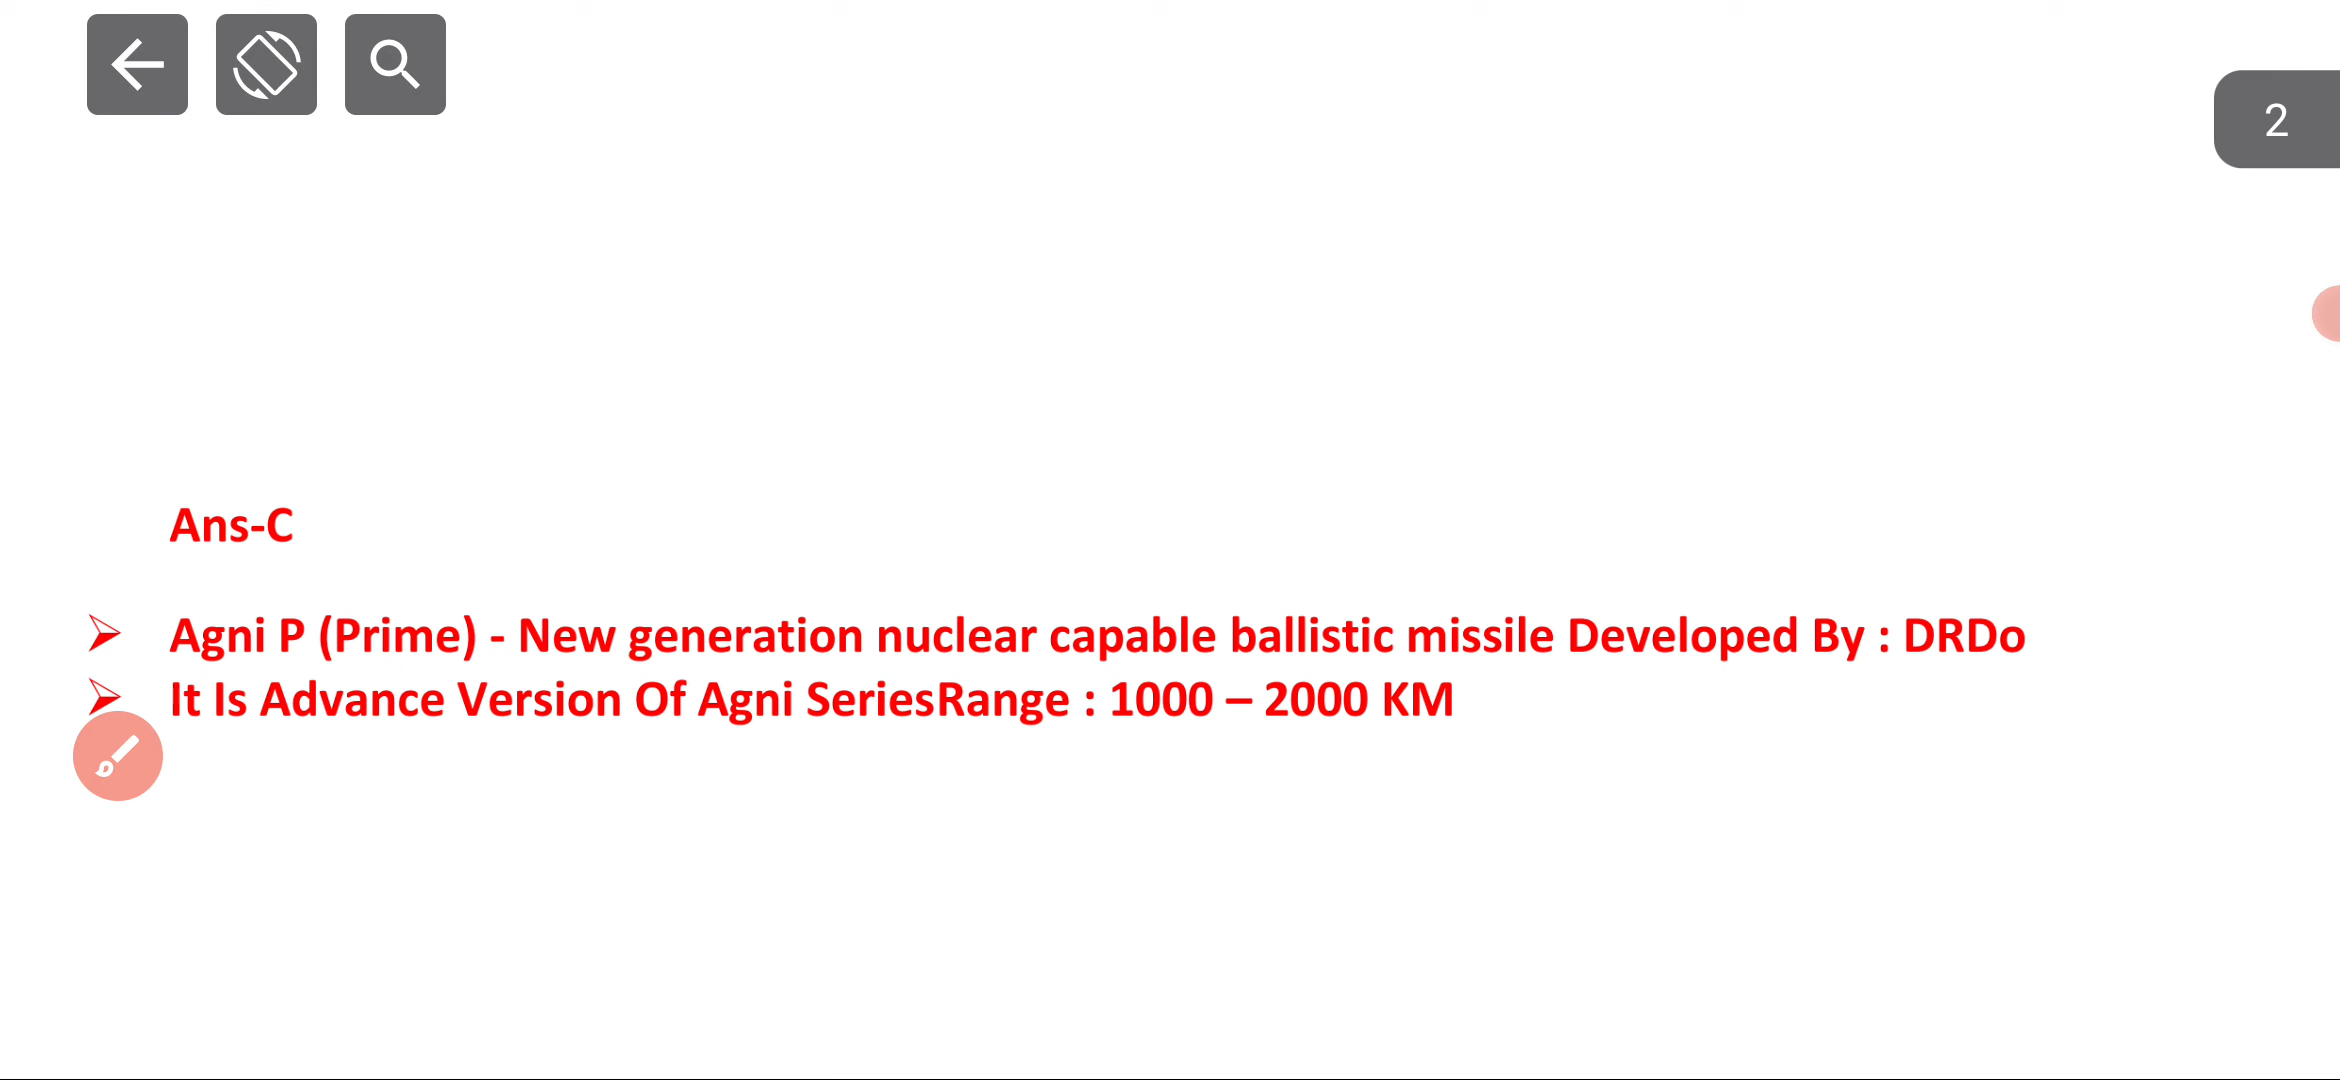 2
Ans-C
➢ Agni P (Prime) - New generation nuclear capable ballistic missile Developed By : DRDo
➢ It Is Advance Version Of Agni SeriesRange : 1000 – 2000 KM